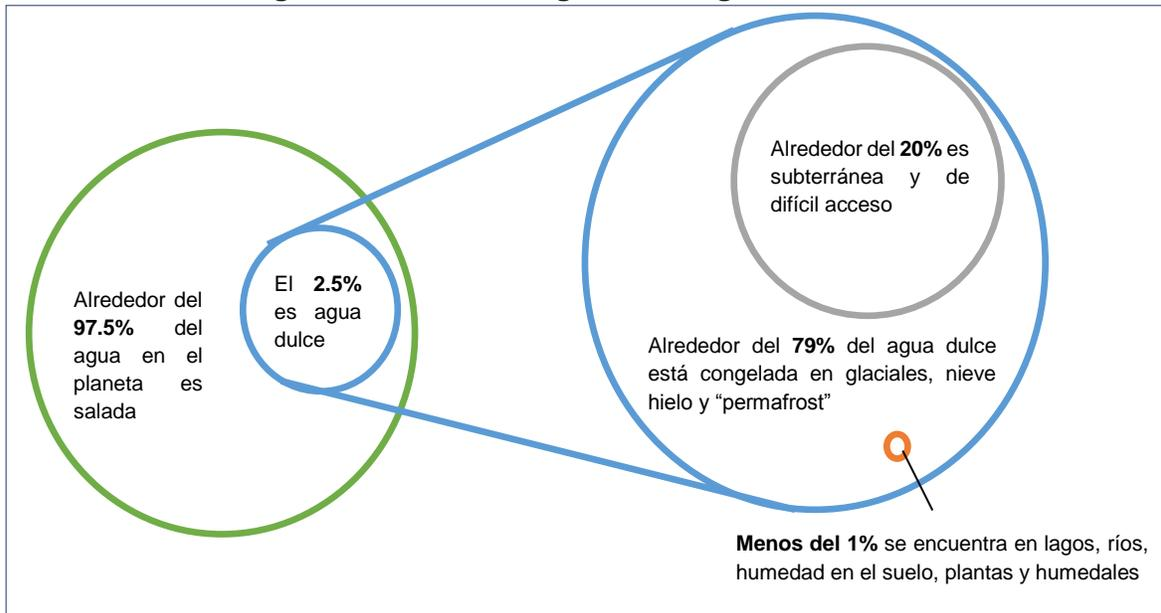 Alrededor del
97.5% del
agua en el
planeta es
salada
El 2.5%
es agua
dulce
Alrededor del 20% es
subterránea y de
difícil acceso
Alrededor del 79% del agua dulce
está congelada en glaciales, nieve
hielo y “permafrost”
Menos del 1% se encuentra en lagos, ríos,
humedad en el suelo, plantas y humedales